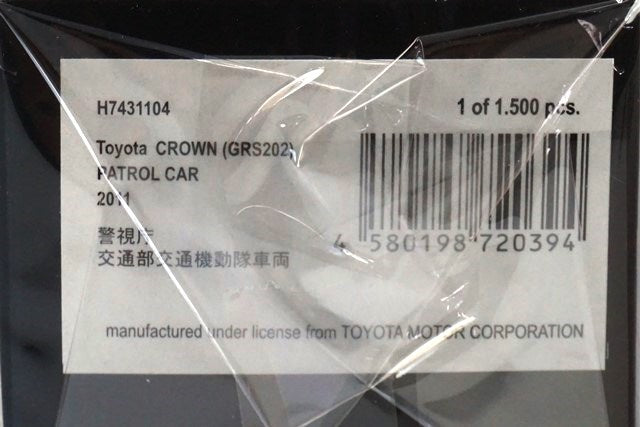 H7431104
1 of 1.500 pcs.
Toyota CROWN (GRS202)
PATROL CAR
2011
警視庁
交通部交通機動隊車両
4 580198 720394
manufactured under license from TOYOTA MOTOR CORPORATION